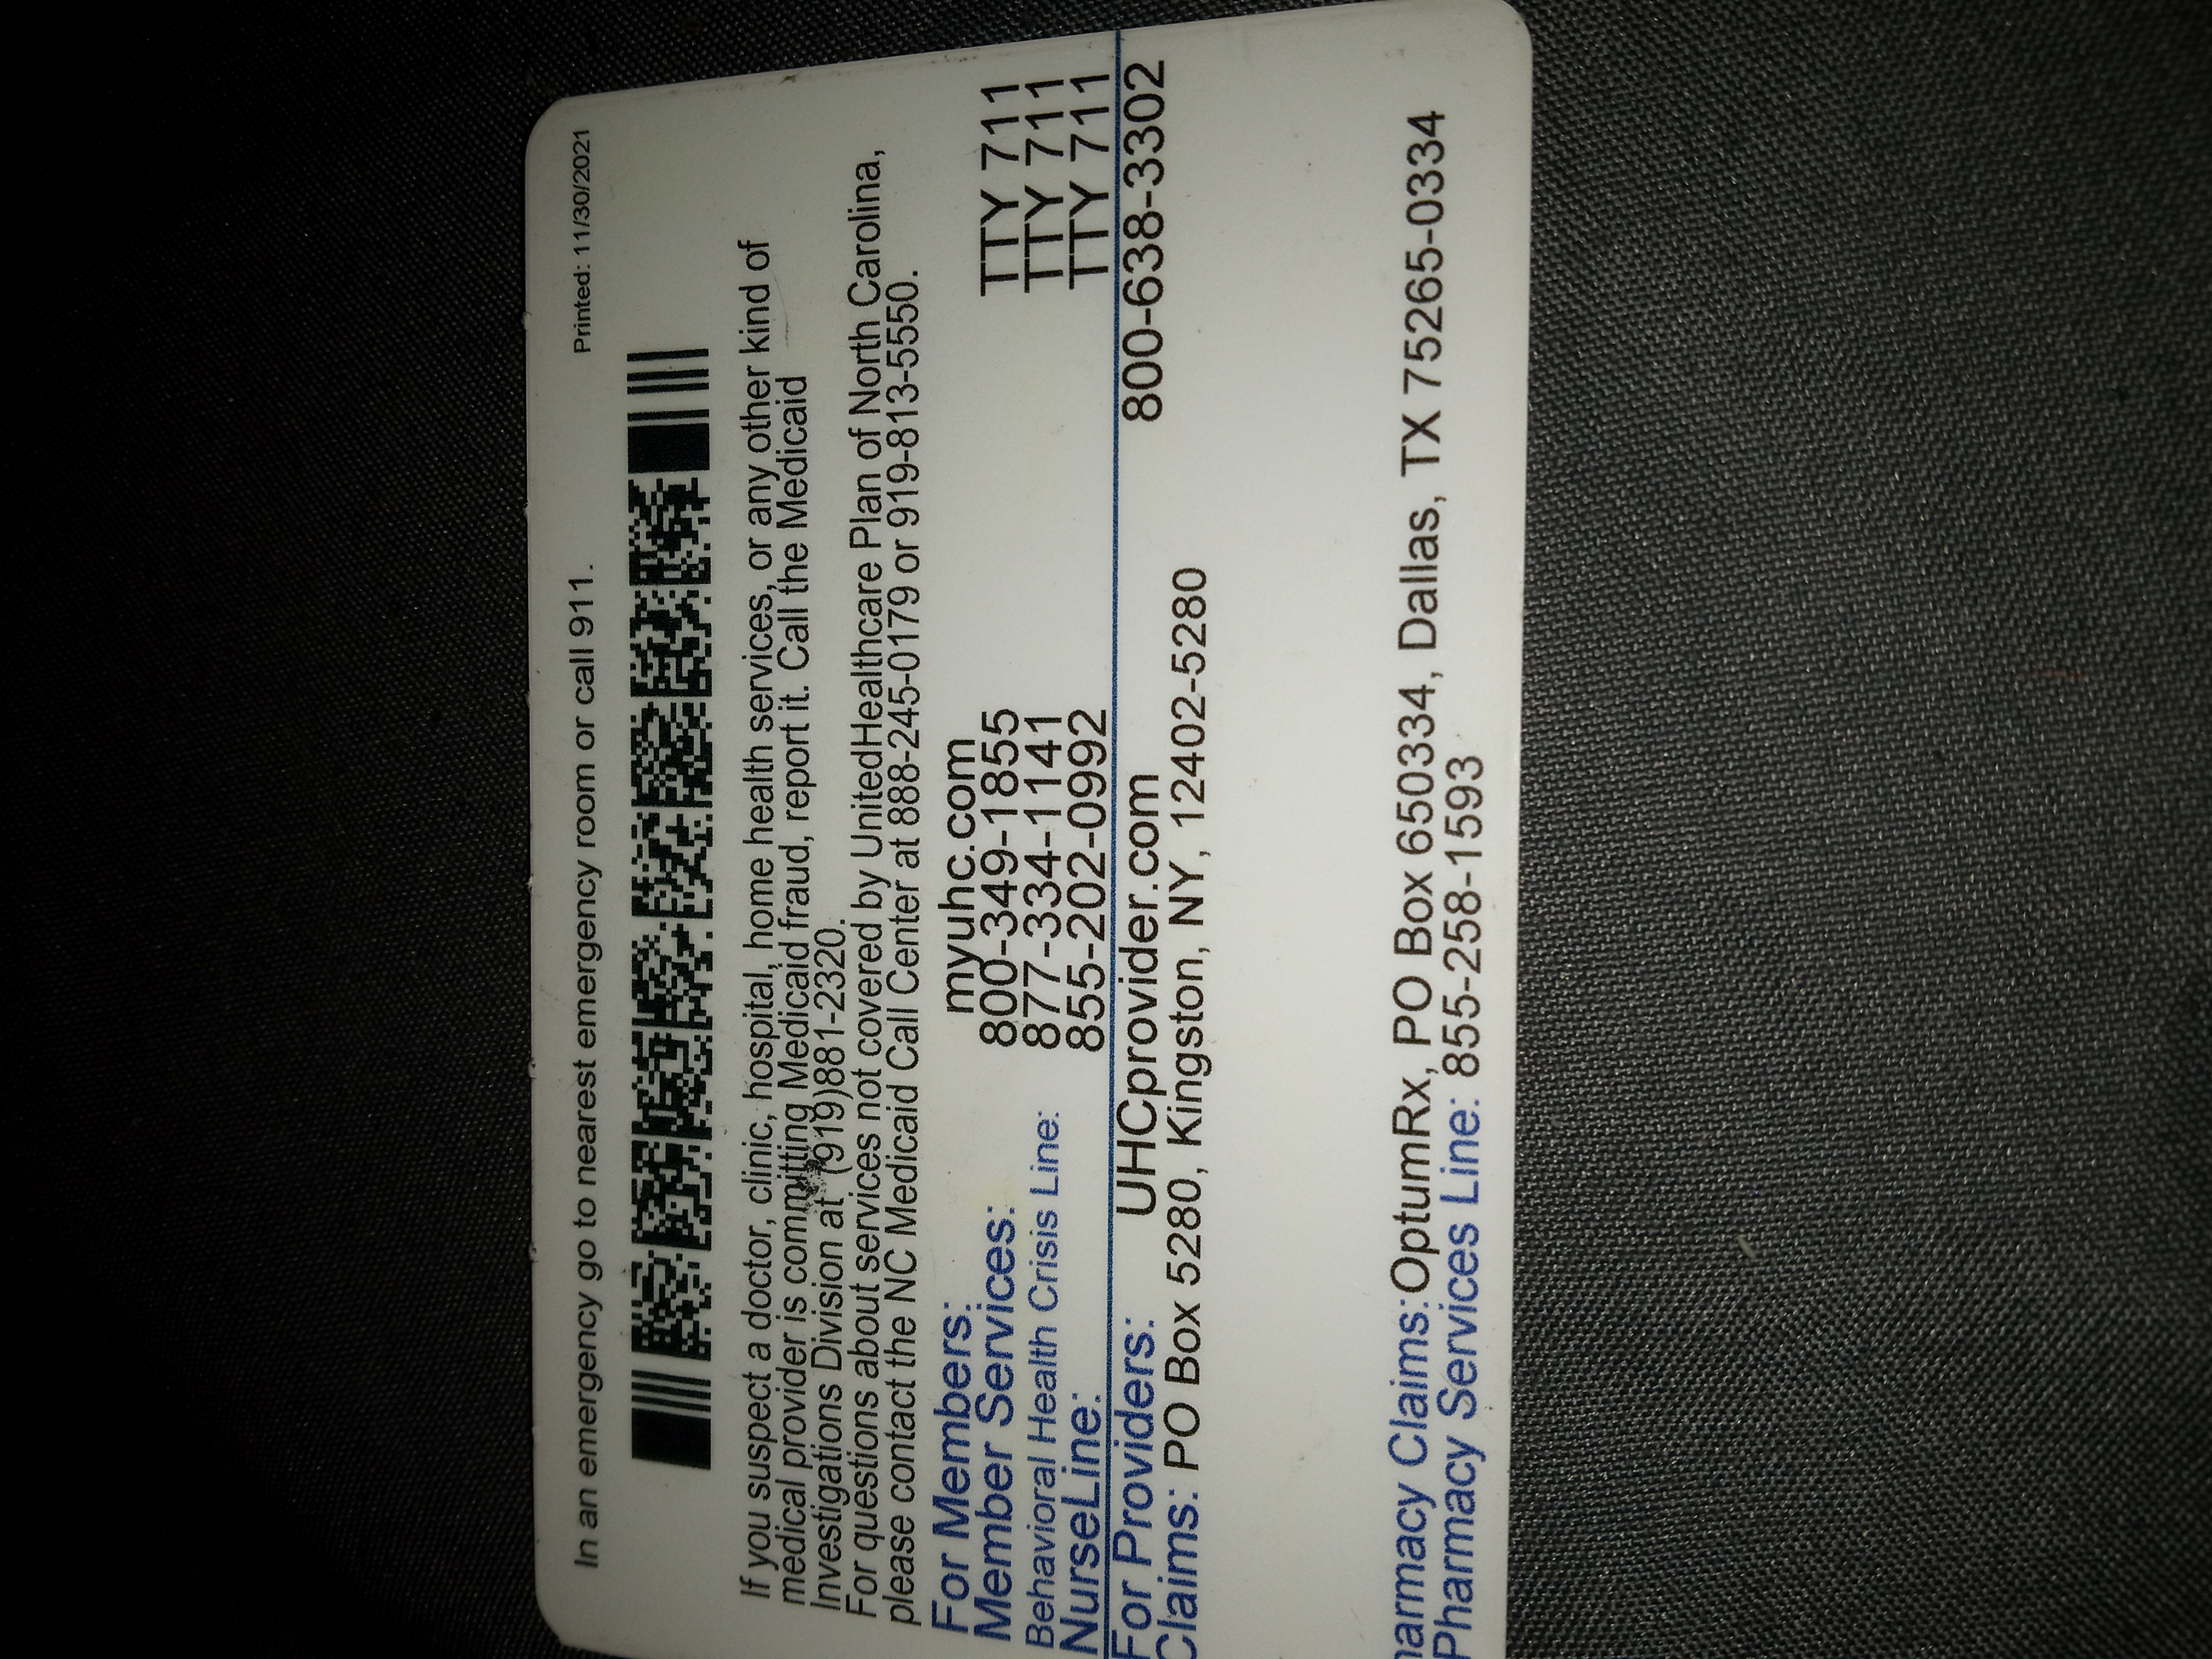 In an emergency go to nearest emergency room or call 911. Printed: 11/30/2021
If you suspect a doctor, clinic, hospital, home health services, or any other kind of
medical provider is committing Medicaid fraud, report it. Call the Medicaid
Investigations Division at (919)881-2320.
For questions about services not covered by UnitedHealthcare Plan of North Carolina,
please contact the NC Medicaid Call Center at 888-245-0179 or 919-813-5550.
For Members: myuhc.com
Member Services: 800-349-1855 TTY 711
Behavioral Health Crisis Line: 877-334-1141 TTY 711
NurseLine: 855-202-0992 TTY 711
For Providers: UHCprovider.com 800-638-3302
Claims: PO Box 5280, Kingston, NY, 12402-5280
harmacy Claims: OptumRx, PO Box 650334, Dallas, TX 75265-0334
Pharmacy Services Line: 855-258-1593